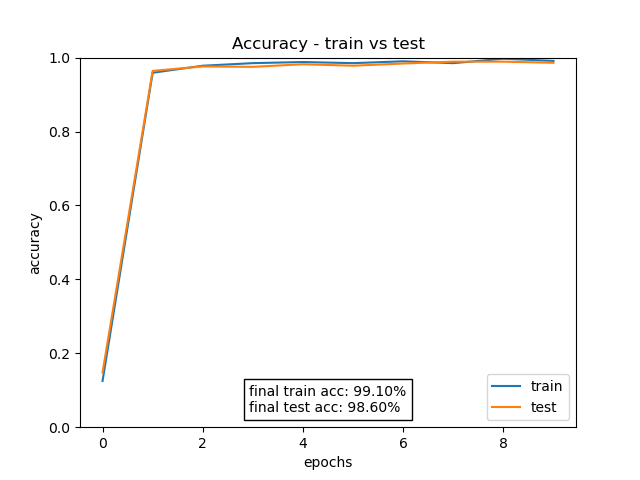 Accuracy - train vs test
1.0
0.8
0.6
0.4
0.2
0.0
accuracy
final train acc: 99.10%
final test acc: 98.60%
train
test
0 2 4 6 8
epochs